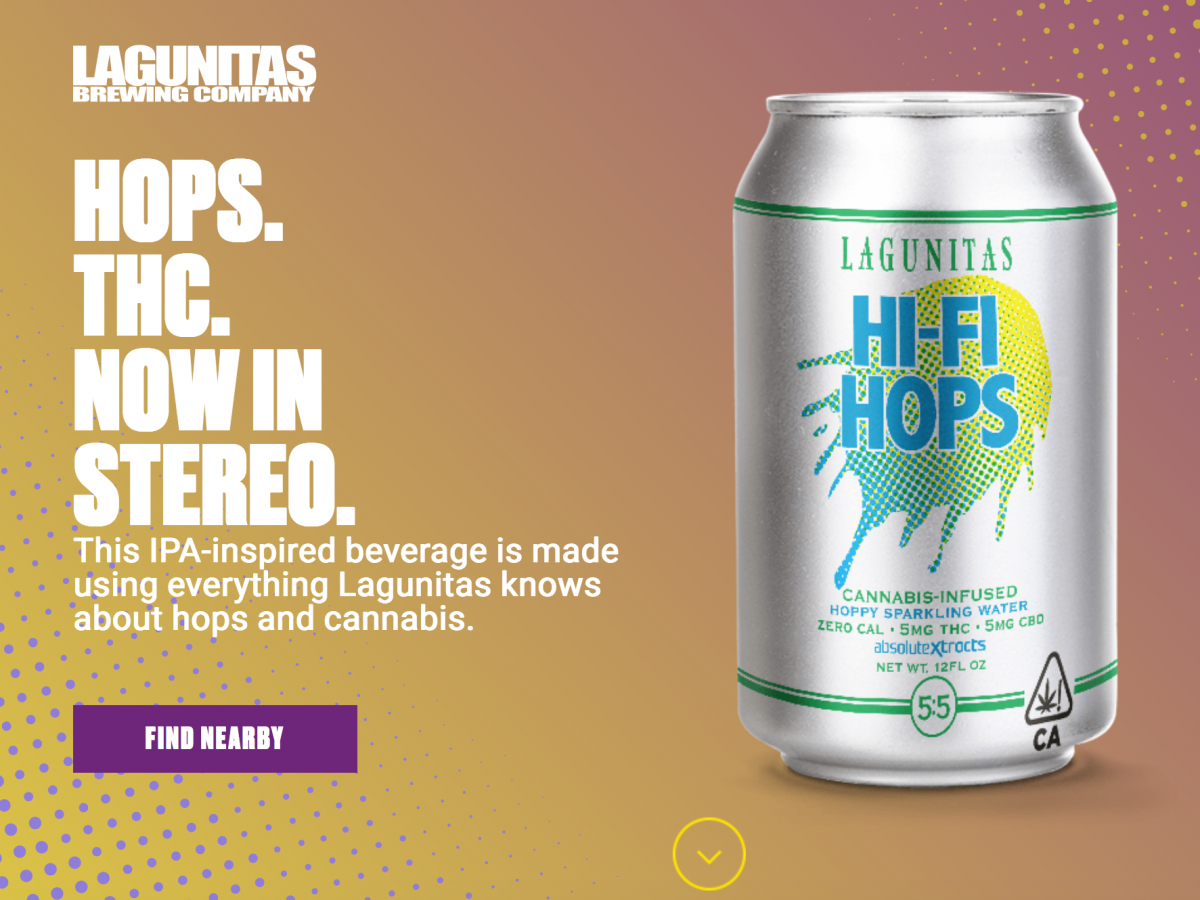 LAGUNITAS
BREWING COMPANY
HOPS.
THC.
NOW IN
STEREO.
This IPA-inspired beverage is made
using everything Lagunitas knows
about hops and cannabis.
FIND NEARBY
LAGUNITAS
HI-FI
HOPS
CANNABIS-INFUSED
HOPPY SPARKLING WATER
ZERO CAL • 5MG THC • 5MG CBD
absoluteXtracts
NET WT. 12FL OZ
5:5
!
CA